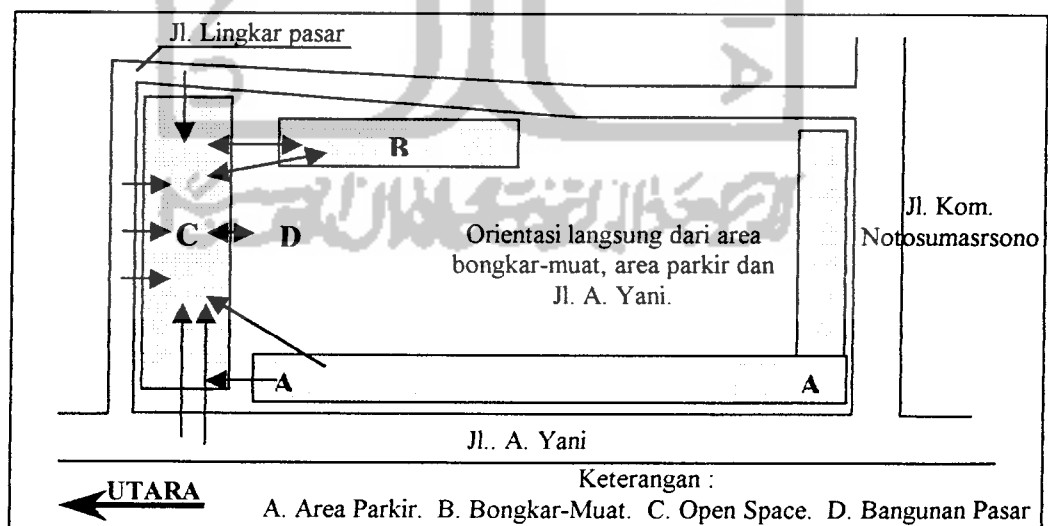 Jl. Lingkar pasar
B
C
D
Orientasi langsung dari area
bongkar-muat, area parkir dan
Jl. A. Yani.
Jl. Kom.
Notosumasrsono
A
A
Jl.. A. Yani
UTARA
Keterangan :
A. Area Parkir. B. Bongkar-Muat. C. Open Space. D. Bangunan Pasar